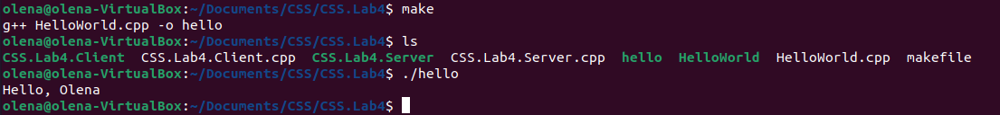 olena@olena-VirtualBox:~/Documents/CSS/CSS.Lab4$ make
g++ HelloWorld.cpp -o hello
olena@olena-VirtualBox:~/Documents/CSS/CSS.Lab4$ ls
CSS.Lab4.Client  CSS.Lab4.Client.cpp  CSS.Lab4.Server  CSS.Lab4.Server.cpp  hello  HelloWorld  HelloWorld.cpp  makefile
olena@olena-VirtualBox:~/Documents/CSS/CSS.Lab4$ ./hello
Hello, Olena
olena@olena-VirtualBox:~/Documents/CSS/CSS.Lab4$